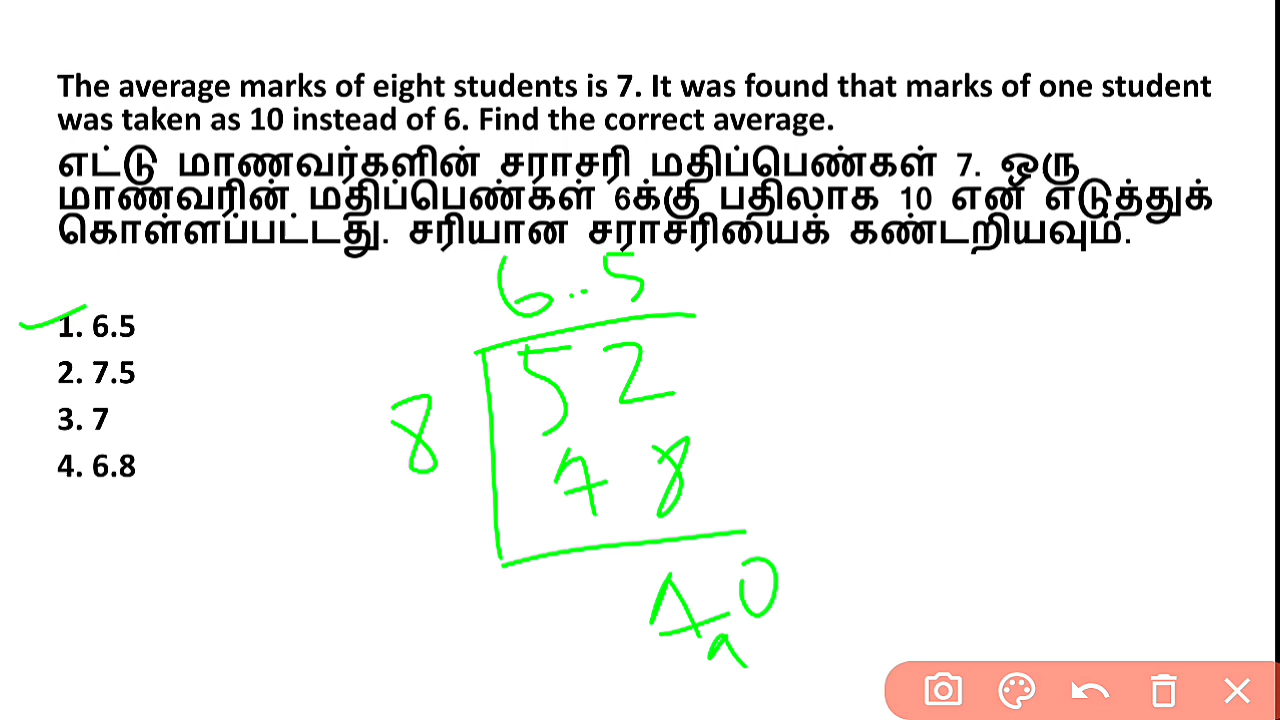 The average marks of eight students is 7. It was found that marks of one student
was taken as 10 instead of 6. Find the correct average.
எட்டு மாணவர்களின் சராசரி மதிப்பெண்கள் 7. ஒரு
மாணவரின் மதிப்பெண்கள் 6க்கு பதிலாக 10 என எடுத்துக்
கொள்ளப்பட்டது. சரியான சராசரியைக் கண்டறியவும்.
1. 6.5
2. 7.5
3. 7
4. 6.8
6..5
8 52
48
40